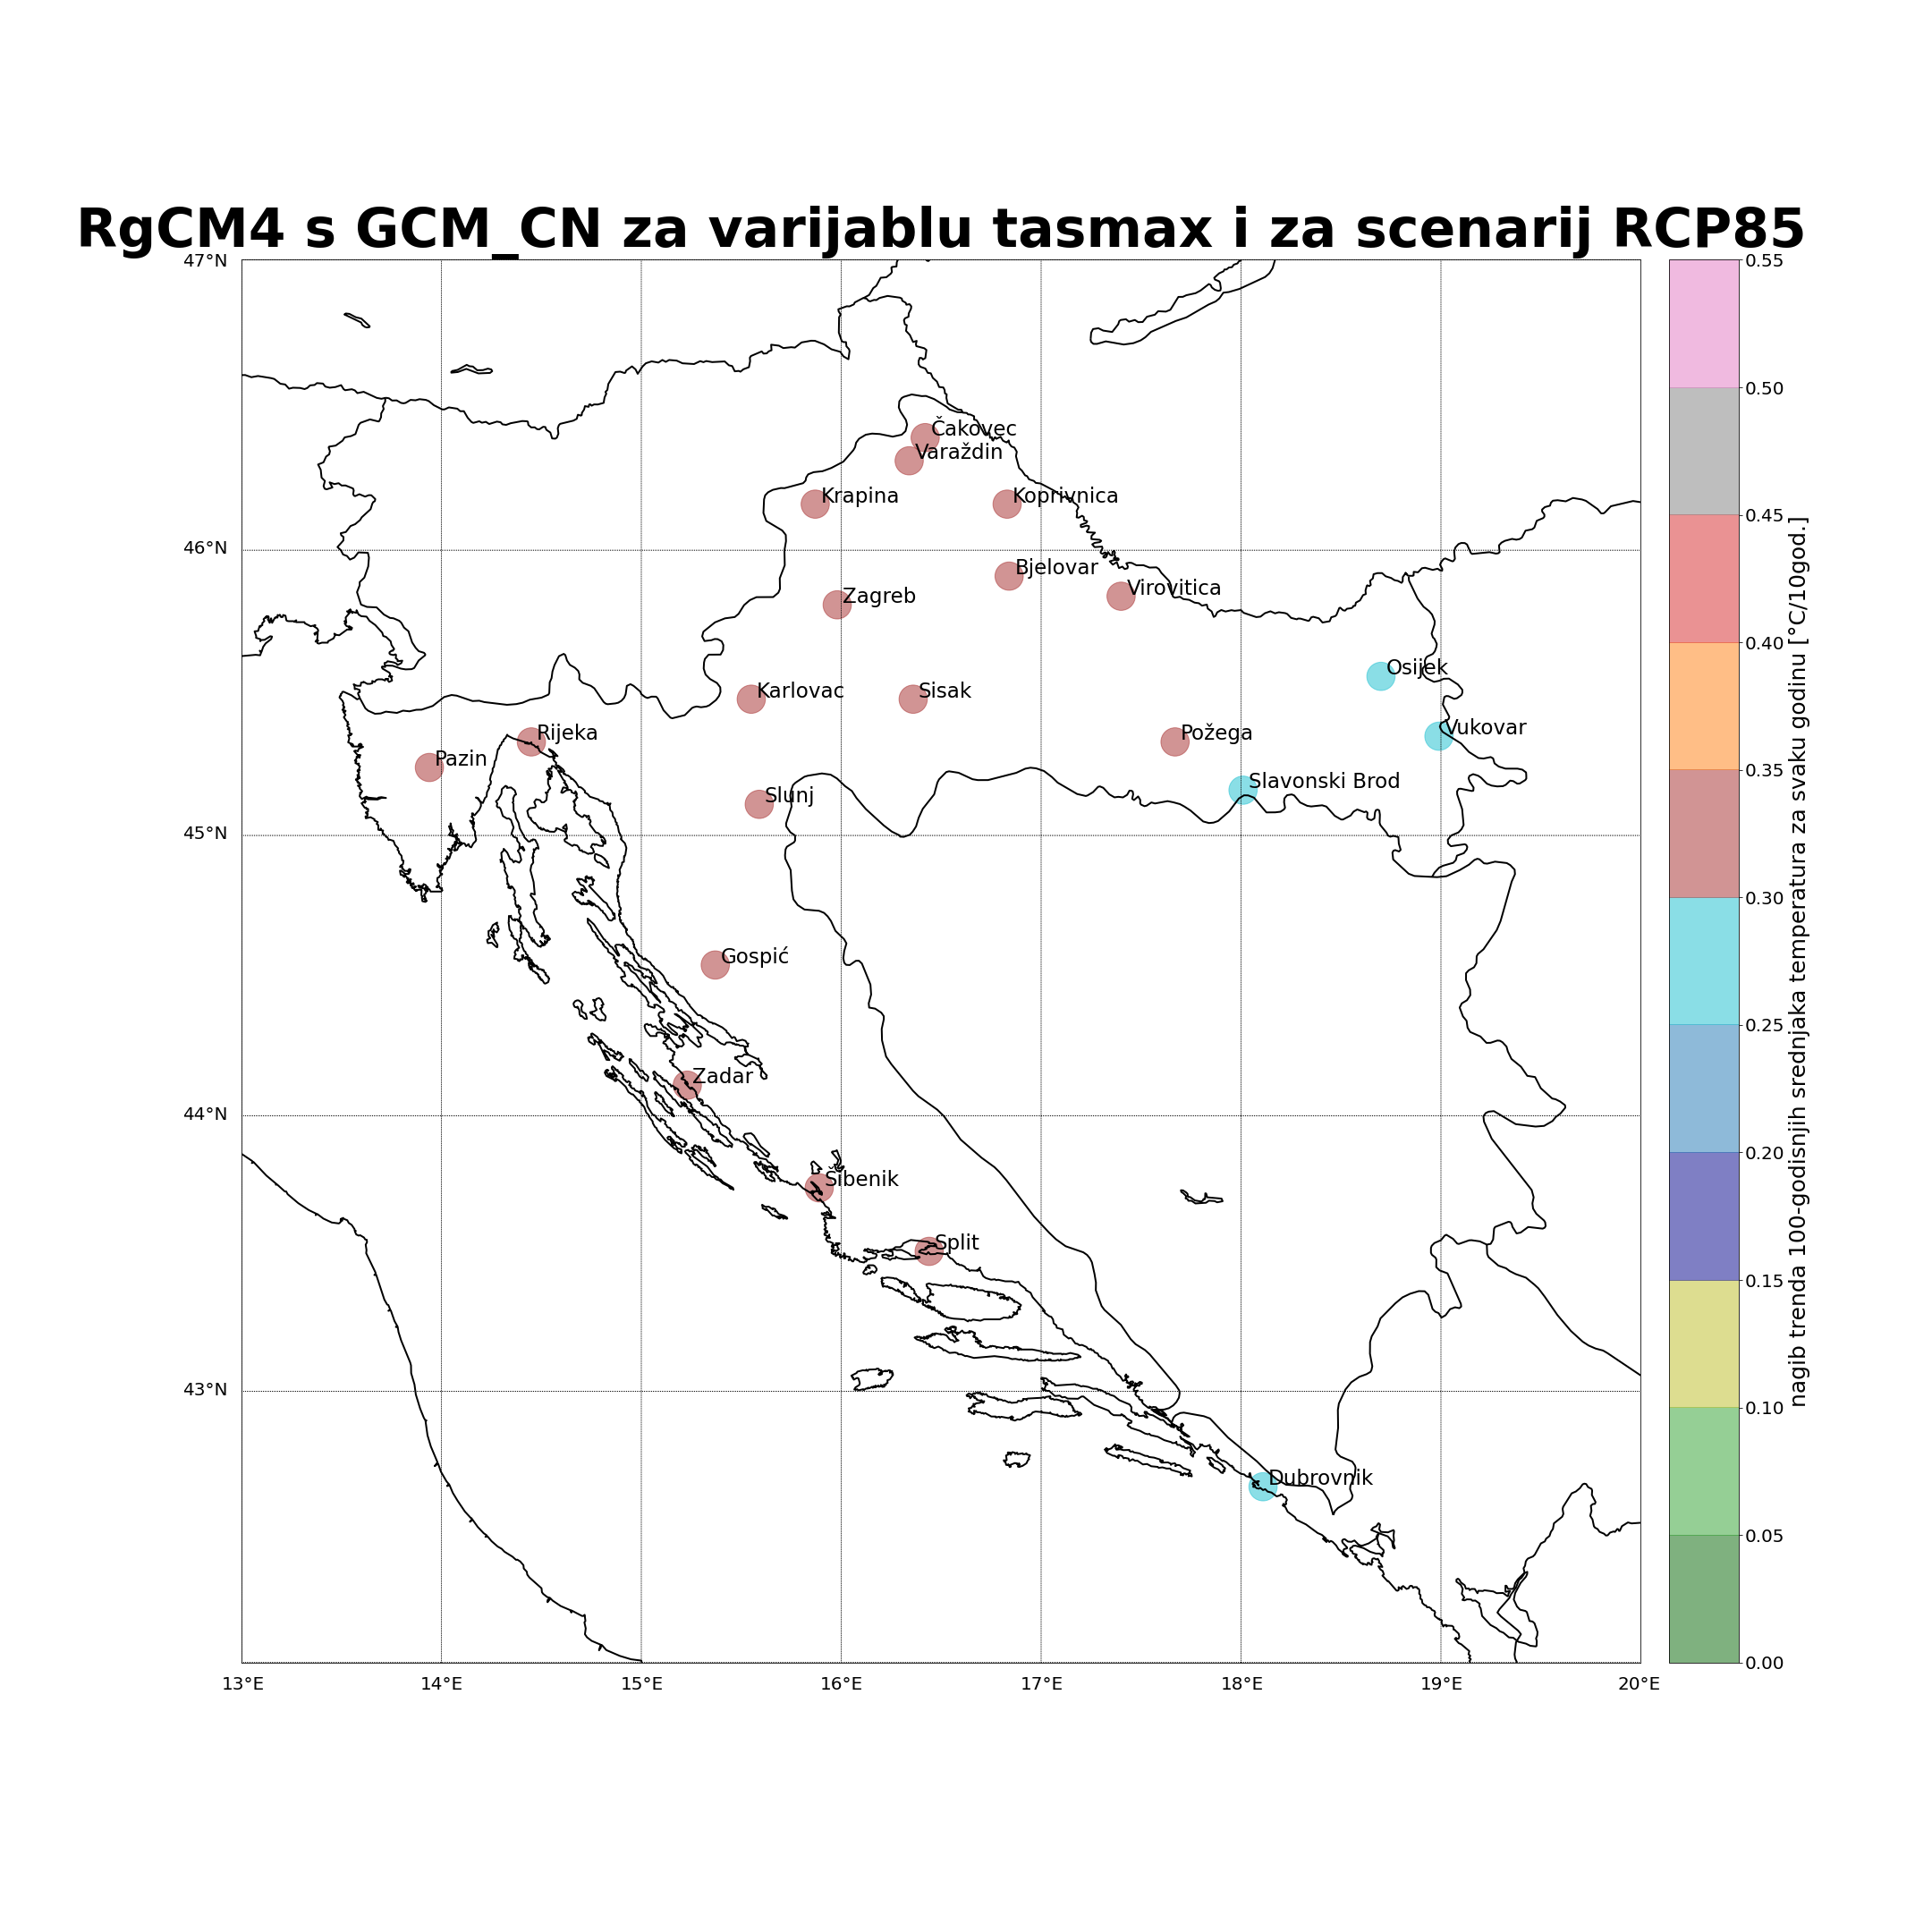 RgCM4 s GCM_CN za varijablu tasmax i za scenarij RCP85
47°N
46°N
45°N
44°N
43°N
13°E
14°E
15°E
16°E
17°E
18°E
19°E
20°E
Čakovec
Varaždin
Krapina
Koprivnica
Bjelovar
Virovitica
Zagreb
Osijek
Karlovac
Sisak
Vukovar
Rijeka
Požega
Pazin
Slavonski Brod
Slunj
Gospić
Zadar
Šibenik
Split
Dubrovnik
0.55
0.50
0.45
0.40
0.35
0.30
0.25
0.20
0.15
0.10
0.05
0.00
nagib trenda 100-godisnjih srednjaka temperatura za svaku godinu [°C/10god.]